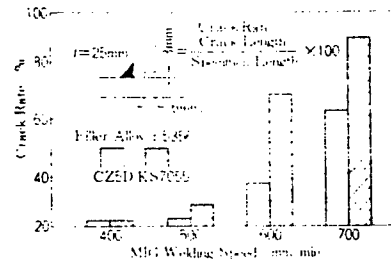 100
80
60
40
20
Crack Rate %
t=25mm
Crack Rate
= Crack Length / Specimen Length ×100
Filler Alloy: 5356
CZ5D KS7055
400 500 600 700
MIG Welding Speed mm/min